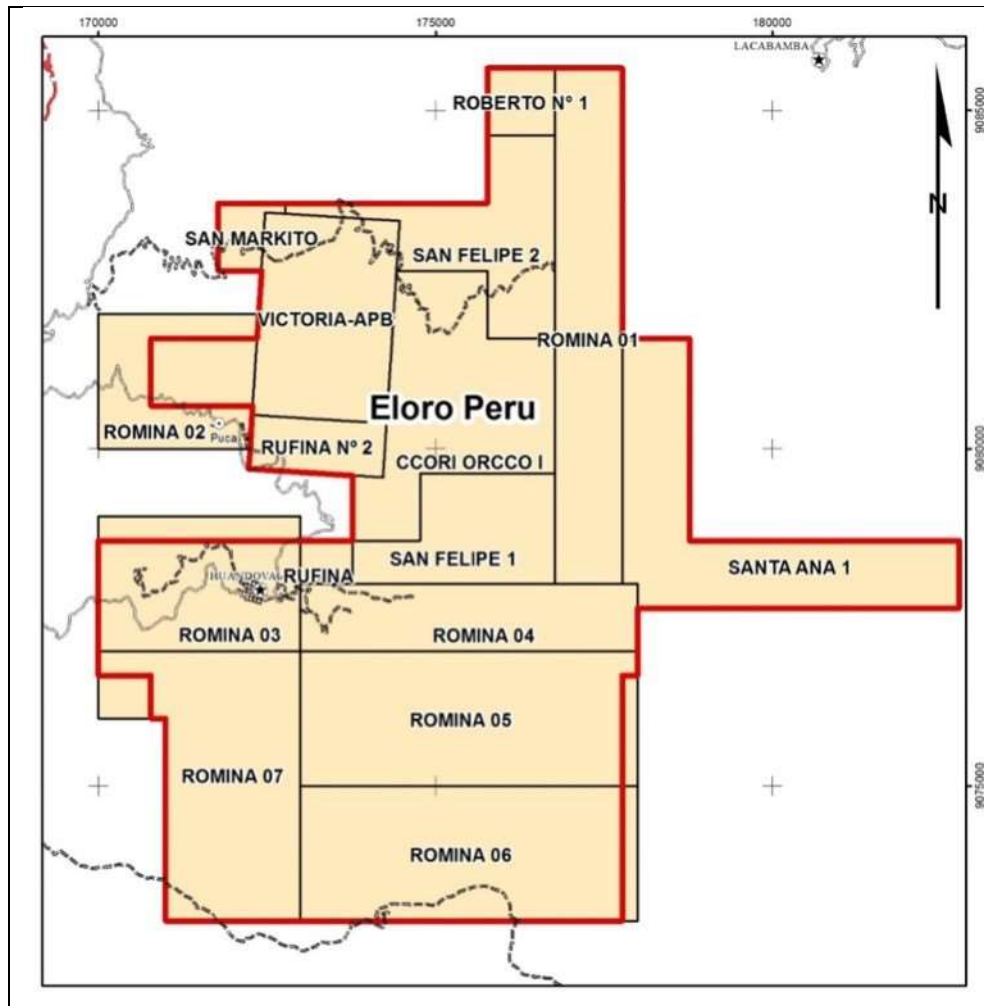 170000
175000
180000
LACABAMBA
ROBERTO Nº 1
9085000
N
SAN MARKITO
SAN FELIPE 2
VICTORIA-APB
ROMINA 01
Eloro Peru
ROMINA 02
Puca
RUFINA Nº 2
CCORI ORCCO I
9080000
SAN FELIPE 1
SANTA ANA 1
RUFINA
ROMINA 03
ROMINA 04
ROMINA 05
ROMINA 07
9075000
ROMINA 06